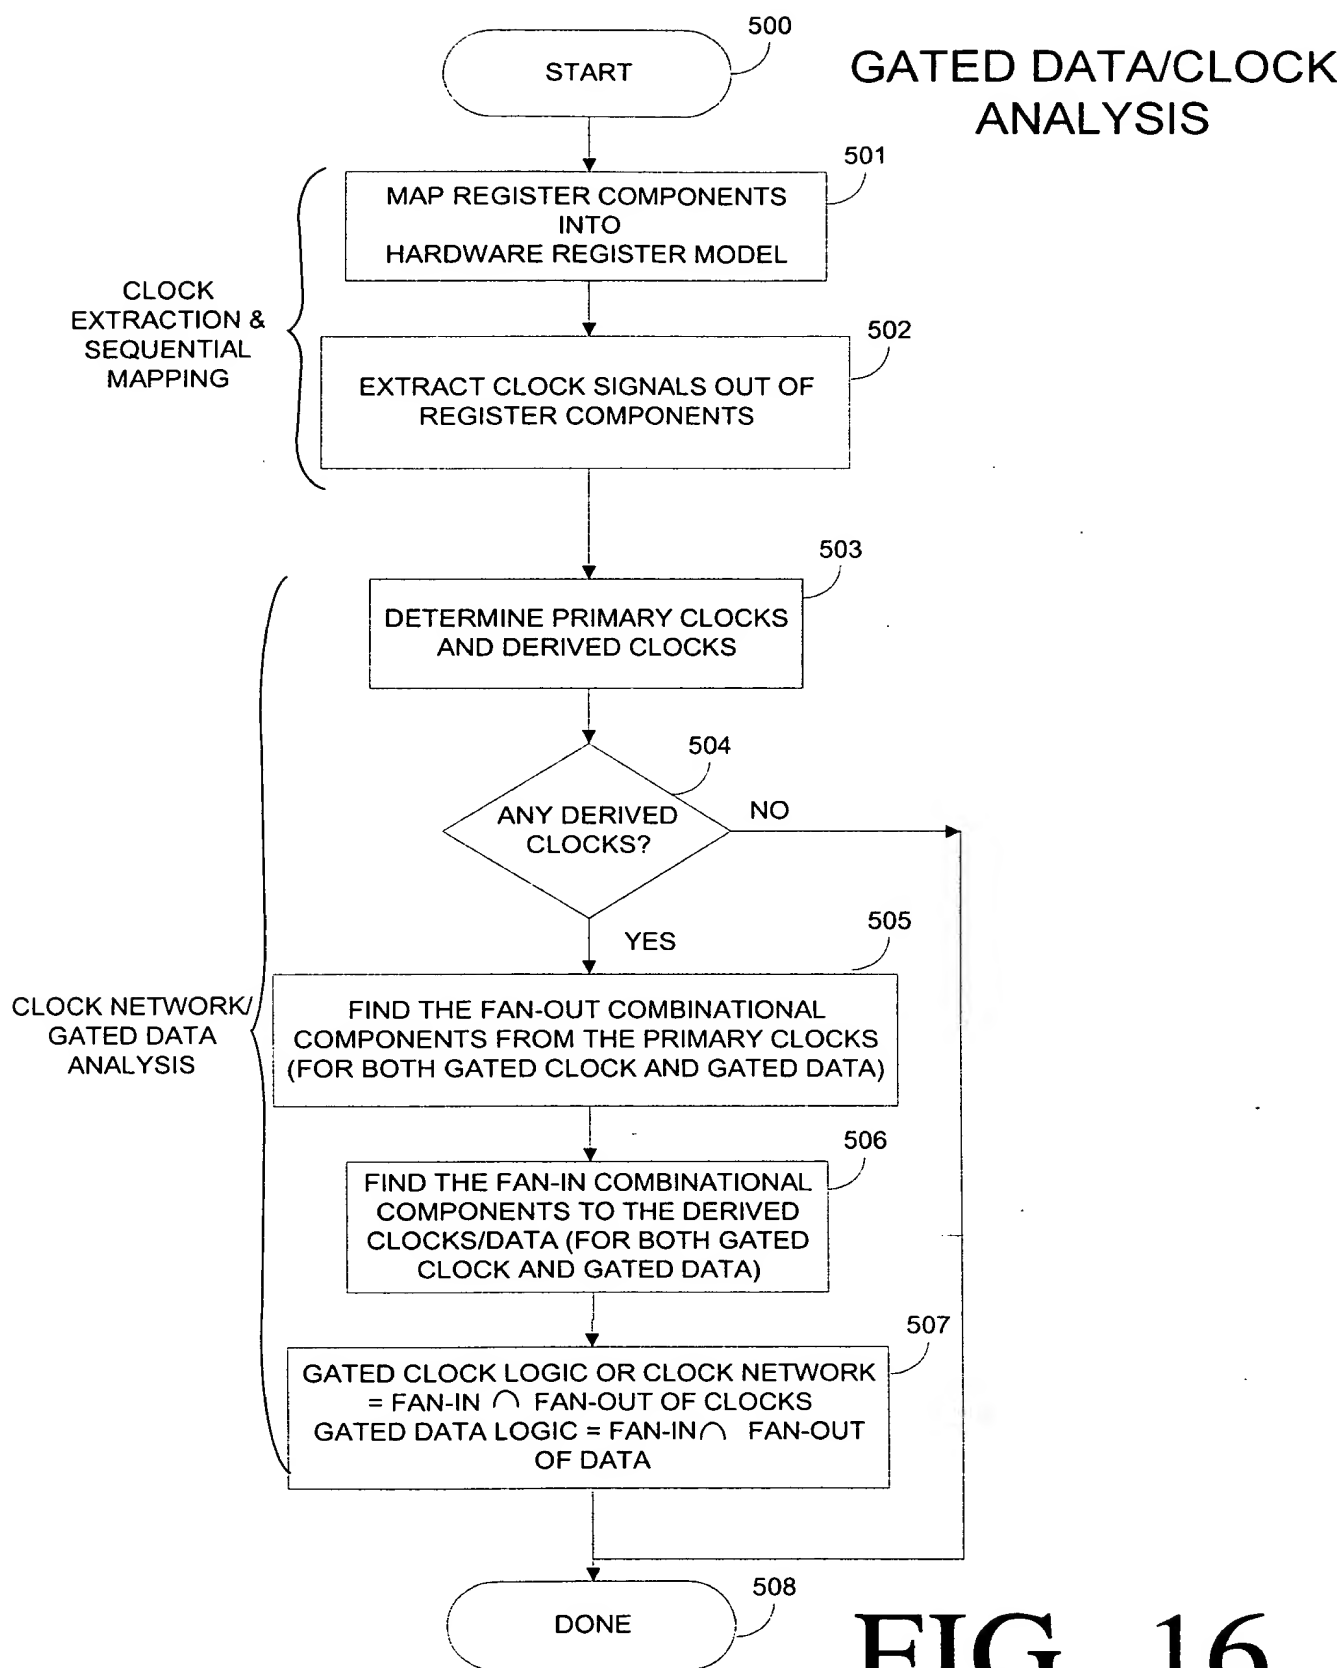 500
START
GATED DATA/CLOCK
ANALYSIS
501
MAP REGISTER COMPONENTS
INTO
HARDWARE REGISTER MODEL
CLOCK
EXTRACTION &
SEQUENTIAL
MAPPING
502
EXTRACT CLOCK SIGNALS OUT OF
REGISTER COMPONENTS
503
DETERMINE PRIMARY CLOCKS
AND DERIVED CLOCKS
504
ANY DERIVED
CLOCKS?
NO
YES
505
CLOCK NETWORK/
GATED DATA
ANALYSIS
FIND THE FAN-OUT COMBINATIONAL
COMPONENTS FROM THE PRIMARY CLOCKS
(FOR BOTH GATED CLOCK AND GATED DATA)
506
FIND THE FAN-IN COMBINATIONAL
COMPONENTS TO THE DERIVED
CLOCKS/DATA (FOR BOTH GATED
CLOCK AND GATED DATA)
507
GATED CLOCK LOGIC OR CLOCK NETWORK
= FAN-IN ∩ FAN-OUT OF CLOCKS
GATED DATA LOGIC = FAN-IN ∩ FAN-OUT
OF DATA
508
DONE
FIG. 16